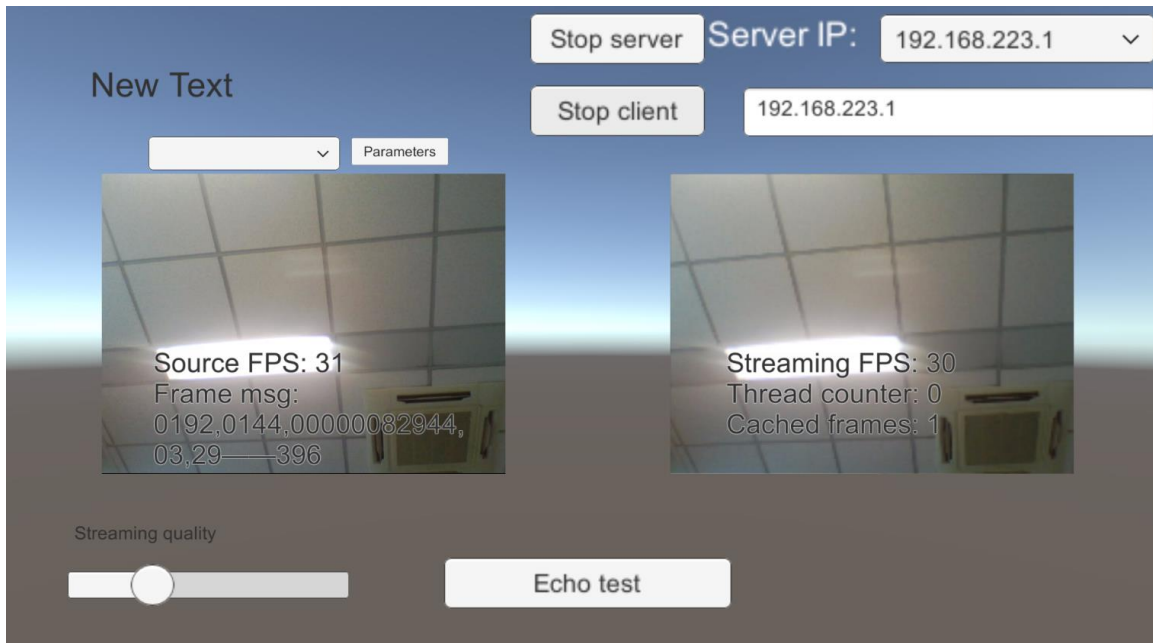 Stop server
Server IP:
192.168.223.1
New Text
Stop client
192.168.223.1
Parameters
Source FPS: 31
Frame msg:
0192,0144,00000082944,
03,29——396
Streaming FPS: 30
Thread counter: 0
Cached frames: 1
Streaming quality
Echo test